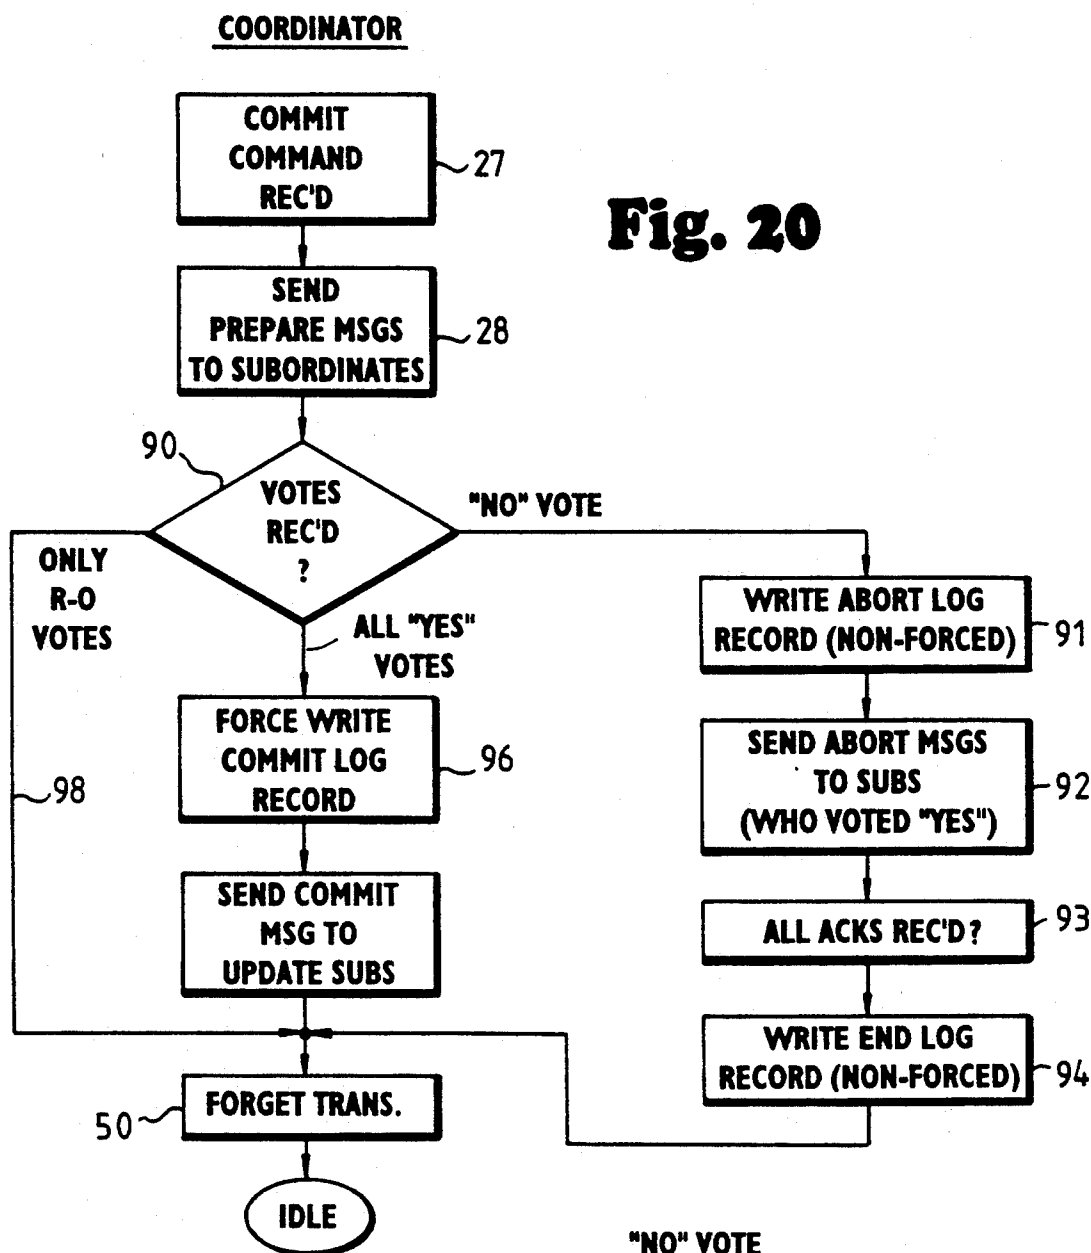 COORDINATOR
COMMIT
COMMAND
REC'D
27
Fig. 20
SEND
PREPARE MSGS
TO SUBORDINATES
28
90
VOTES
REC'D
?
"NO" VOTE
ONLY
R-O
VOTES
ALL "YES"
VOTES
WRITE ABORT LOG
RECORD (NON-FORCED)
91
FORCE WRITE
COMMIT LOG
RECORD
96
SEND ABORT MSGS
TO SUBS
(WHO VOTED "YES")
92
98
SEND COMMIT
MSG TO
UPDATE SUBS
ALL ACKS REC'D?
93
WRITE END LOG
RECORD (NON-FORCED)
94
FORGET TRANS.
50
IDLE
"NO" VOTE